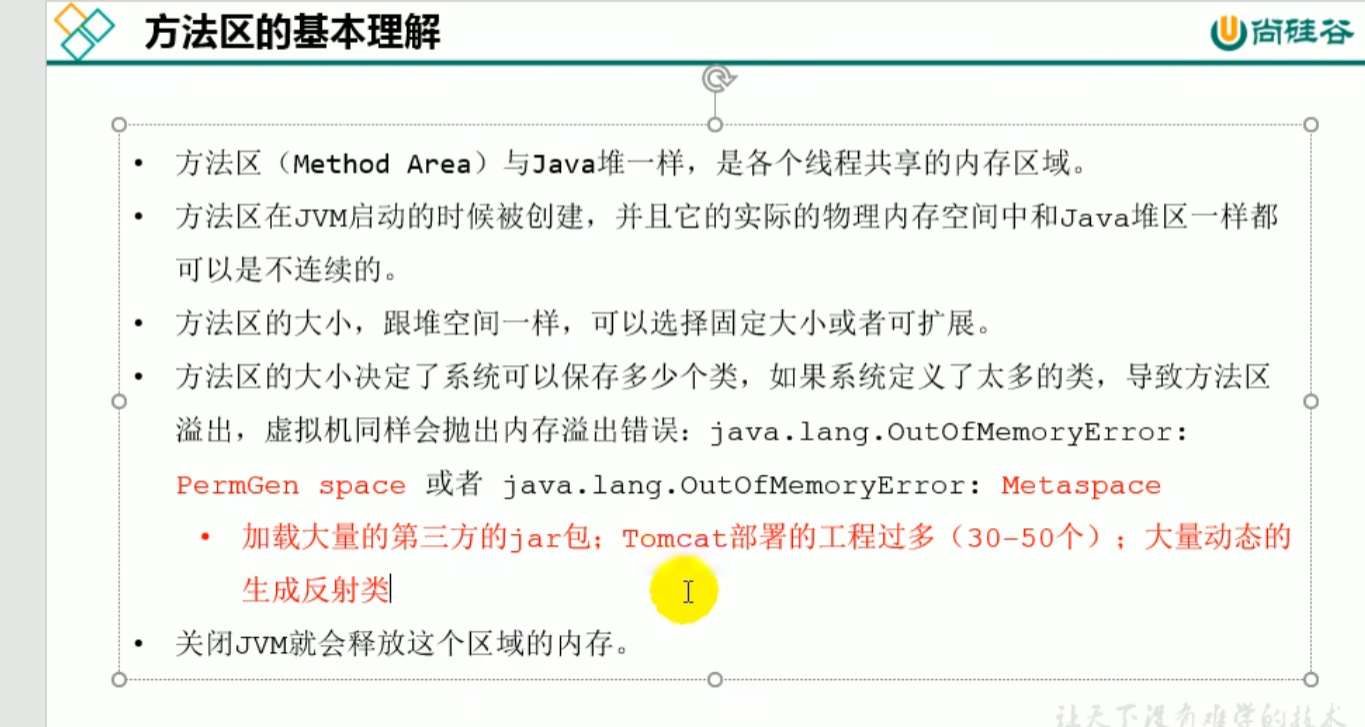 方法区的基本理解
尚硅谷
• 方法区（Method Area）与Java堆一样，是各个线程共享的内存区域。
• 方法区在JVM启动的时候被创建，并且它的实际的物理内存空间中和Java堆区一样都
可以是不连续的。
• 方法区的大小，跟堆空间一样，可以选择固定大小或者可扩展。
• 方法区的大小决定了系统可以保存多少个类，如果系统定义了太多的类，导致方法区
溢出，虚拟机同样会抛出内存溢出错误：java.lang.OutOfMemoryError:
PermGen space 或者 java.lang.OutOfMemoryError: Metaspace
• 加载大量的第三方的jar包；Tomcat部署的工程过多（30-50个）；大量动态的
生成反射类
• 关闭JVM就会释放这个区域的内存。
让天下没有难学的技术